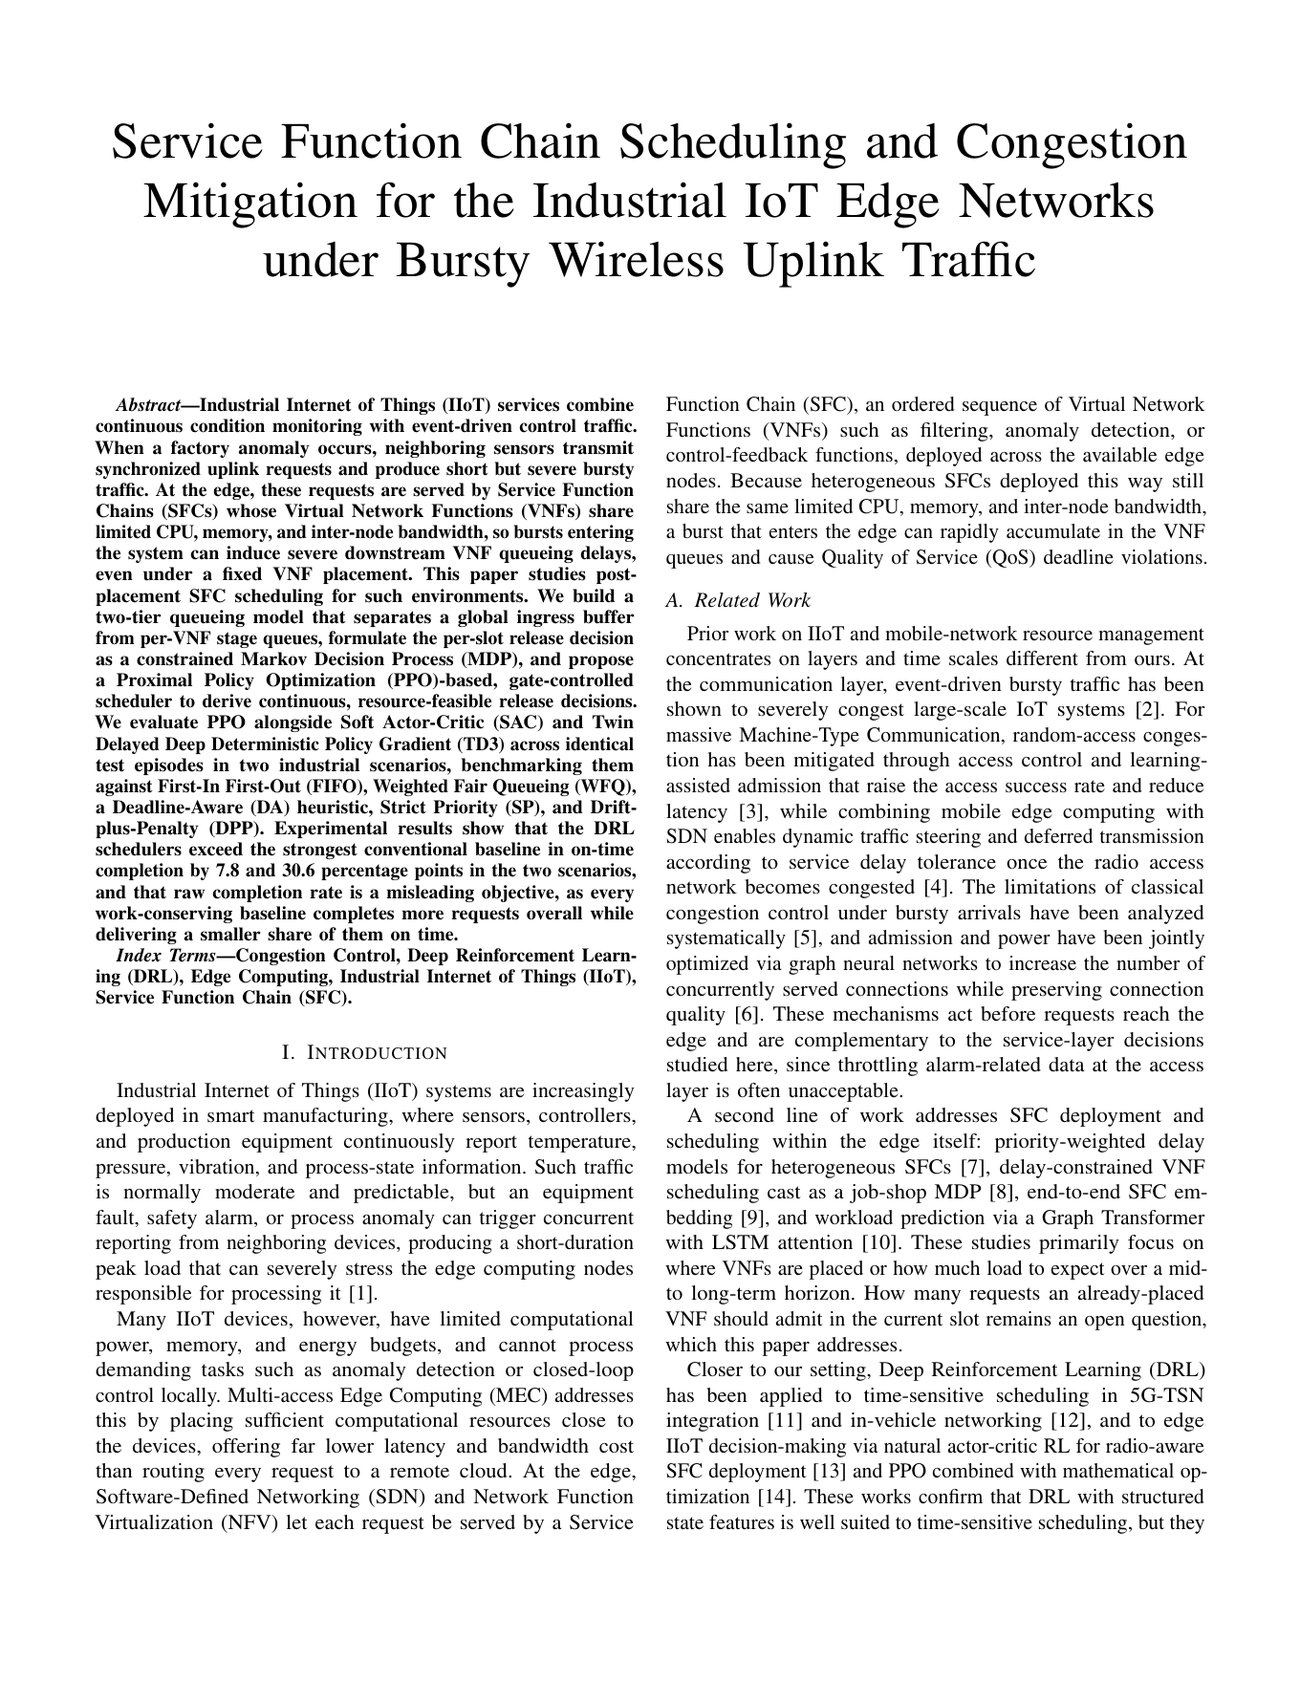 Service Function Chain Scheduling and Congestion
Mitigation for the Industrial IoT Edge Networks
under Bursty Wireless Uplink Traffic
Abstract—Industrial Internet of Things (IIoT) services combine
continuous condition monitoring with event-driven control traffic.
When a factory anomaly occurs, neighboring sensors transmit
synchronized uplink requests and produce short but severe bursty
traffic. At the edge, these requests are served by Service Function
Chains (SFCs) whose Virtual Network Functions (VNFs) share
limited CPU, memory, and inter-node bandwidth, so bursts entering
the system can induce severe downstream VNF queueing delays,
even under a fixed VNF placement. This paper studies post-
placement SFC scheduling for such environments. We build a
two-tier queueing model that separates a global ingress buffer
from per-VNF stage queues, formulate the per-slot release decision
as a constrained Markov Decision Process (MDP), and propose
a Proximal Policy Optimization (PPO)-based, gate-controlled
scheduler to derive continuous, resource-feasible release decisions.
We evaluate PPO alongside Soft Actor-Critic (SAC) and Twin
Delayed Deep Deterministic Policy Gradient (TD3) across identical
test episodes in two industrial scenarios, benchmarking them
against First-In First-Out (FIFO), Weighted Fair Queueing (WFQ),
a Deadline-Aware (DA) heuristic, Strict Priority (SP), and Drift-
plus-Penalty (DPP). Experimental results show that the DRL
schedulers exceed the strongest conventional baseline in on-time
completion by 7.8 and 30.6 percentage points in the two scenarios,
and that raw completion rate is a misleading objective, as every
work-conserving baseline completes more requests overall while
delivering a smaller share of them on time.
Index Terms—Congestion Control, Deep Reinforcement Learn-
ing (DRL), Edge Computing, Industrial Internet of Things (IIoT),
Service Function Chain (SFC).
I. INTRODUCTION
Industrial Internet of Things (IIoT) systems are increasingly
deployed in smart manufacturing, where sensors, controllers,
and production equipment continuously report temperature,
pressure, vibration, and process-state information. Such traffic
is normally moderate and predictable, but an equipment
fault, safety alarm, or process anomaly can trigger concurrent
reporting from neighboring devices, producing a short-duration
peak load that can severely stress the edge computing nodes
responsible for processing it [1].
Many IIoT devices, however, have limited computational
power, memory, and energy budgets, and cannot process
demanding tasks such as anomaly detection or closed-loop
control locally. Multi-access Edge Computing (MEC) addresses
this by placing sufficient computational resources close to
the devices, offering far lower latency and bandwidth cost
than routing every request to a remote cloud. At the edge,
Software-Defined Networking (SDN) and Network Function
Virtualization (NFV) let each request be served by a Service
Function Chain (SFC), an ordered sequence of Virtual Network
Functions (VNFs) such as filtering, anomaly detection, or
control-feedback functions, deployed across the available edge
nodes. Because heterogeneous SFCs deployed this way still
share the same limited CPU, memory, and inter-node bandwidth,
a burst that enters the edge can rapidly accumulate in the VNF
queues and cause Quality of Service (QoS) deadline violations.
A. Related Work
Prior work on IIoT and mobile-network resource management
concentrates on layers and time scales different from ours. At
the communication layer, event-driven bursty traffic has been
shown to severely congest large-scale IoT systems [2]. For
massive Machine-Type Communication, random-access conges-
tion has been mitigated through access control and learning-
assisted admission that raise the access success rate and reduce
latency [3], while combining mobile edge computing with
SDN enables dynamic traffic steering and deferred transmission
according to service delay tolerance once the radio access
network becomes congested [4]. The limitations of classical
congestion control under bursty arrivals have been analyzed
systematically [5], and admission and power have been jointly
optimized via graph neural networks to increase the number of
concurrently served connections while preserving connection
quality [6]. These mechanisms act before requests reach the
edge and are complementary to the service-layer decisions
studied here, since throttling alarm-related data at the access
layer is often unacceptable.
A second line of work addresses SFC deployment and
scheduling within the edge itself: priority-weighted delay
models for heterogeneous SFCs [7], delay-constrained VNF
scheduling cast as a job-shop MDP [8], end-to-end SFC em-
bedding [9], and workload prediction via a Graph Transformer
with LSTM attention [10]. These studies primarily focus on
where VNFs are placed or how much load to expect over a mid-
to long-term horizon. How many requests an already-placed
VNF should admit in the current slot remains an open question,
which this paper addresses.
Closer to our setting, Deep Reinforcement Learning (DRL)
has been applied to time-sensitive scheduling in 5G-TSN
integration [11] and in-vehicle networking [12], and to edge
IIoT decision-making via natural actor-critic RL for radio-aware
SFC deployment [13] and PPO combined with mathematical op-
timization [14]. These works confirm that DRL with structured
state features is well suited to time-sensitive scheduling, but they